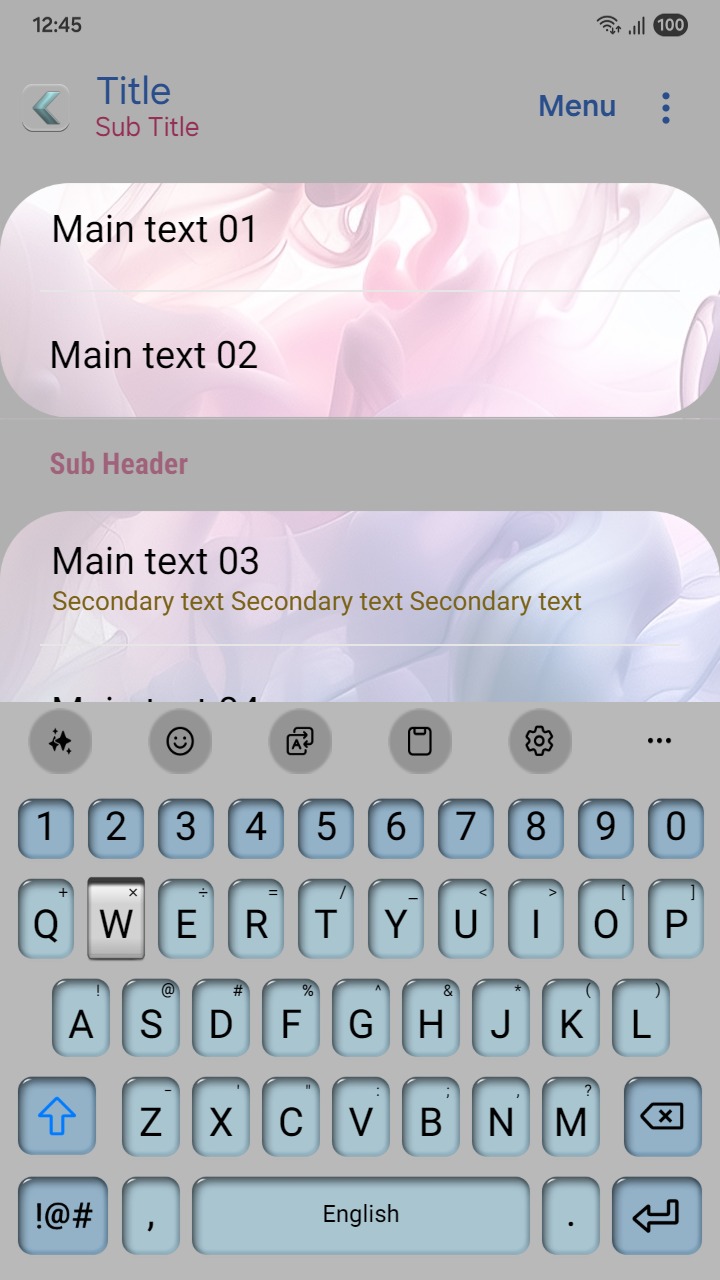 12:45
100
Title
Sub Title
Menu
Main text 01
Main text 02
Sub Header
Main text 03
Secondary text Secondary text Secondary text
1 2 3 4 5 6 7 8 9 0
+ × ÷ = / _ < > [ ]
Q W E R T Y U I O P
! @ # % ^ & * ( )
A S D F G H J K L
- ' " : ; , ?
Z X C V B N M
!@# , English .